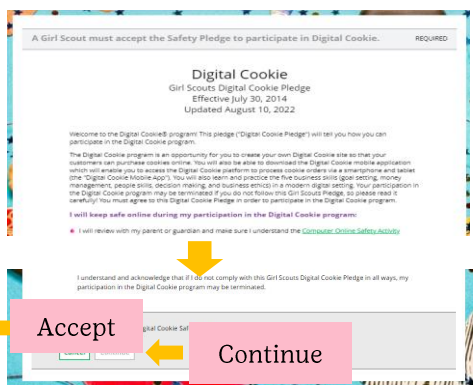 A Girl Scout must accept the Safety Pledge to participate in Digital Cookie. REQUIRED
Digital Cookie
Girl Scouts Digital Cookie Pledge
Effective July 30, 2014
Updated August 10, 2022
Welcome to the Digital Cookie® program! This pledge ("Digital Cookie Pledge") will tell you how you can
participate in the Digital Cookie program.
The Digital Cookie program is an opportunity for you to create your own Digital Cookie site so that your
customers can purchase cookies online. You will also be able to download the Digital Cookie mobile application
which will enable you to access the Digital Cookie platform to process cookie orders via a smartphone and tablet
(the "Digital Cookie Mobile App"). You will also learn and practice the five business skills (goal setting, money
management, people skills, decision making, and business ethics) in a modern digital setting. Your participation in
the Digital Cookie program may be terminated if you do not follow this Girl Scouts Pledge, so please read it
carefully! You must agree to this Digital Cookie Pledge in order to participate in the Digital Cookie program.
I will keep safe online during my participation in the Digital Cookie program:
I will review with my parent or guardian and make sure I understand the Computer Online Safety Activity
I understand and acknowledge that if I do not comply with this Girl Scouts Digital Cookie Pledge in all ways, my
participation in the Digital Cookie program may be terminated.
Accept
Digital Cookie Saf
Continue